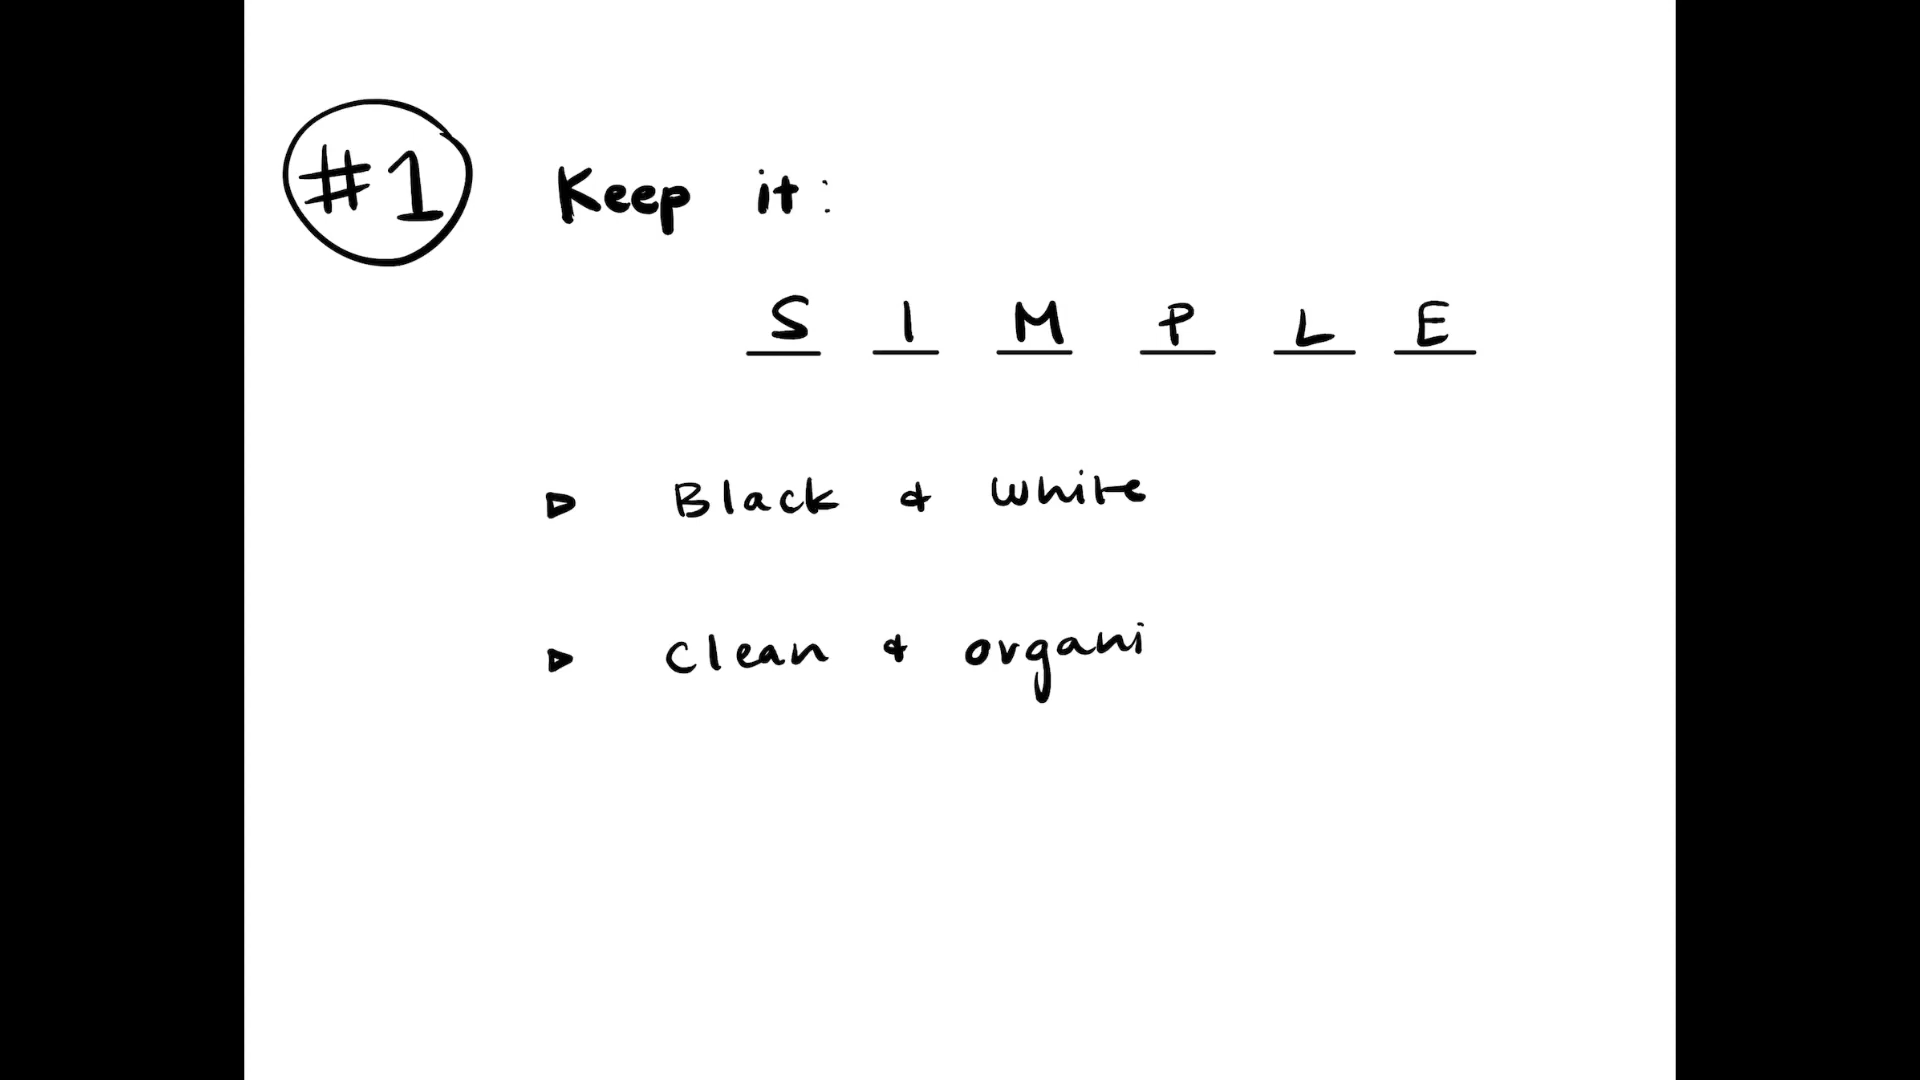 #1 Keep it:
S I M P L E
▷ Black & white
▷ Clean & organi